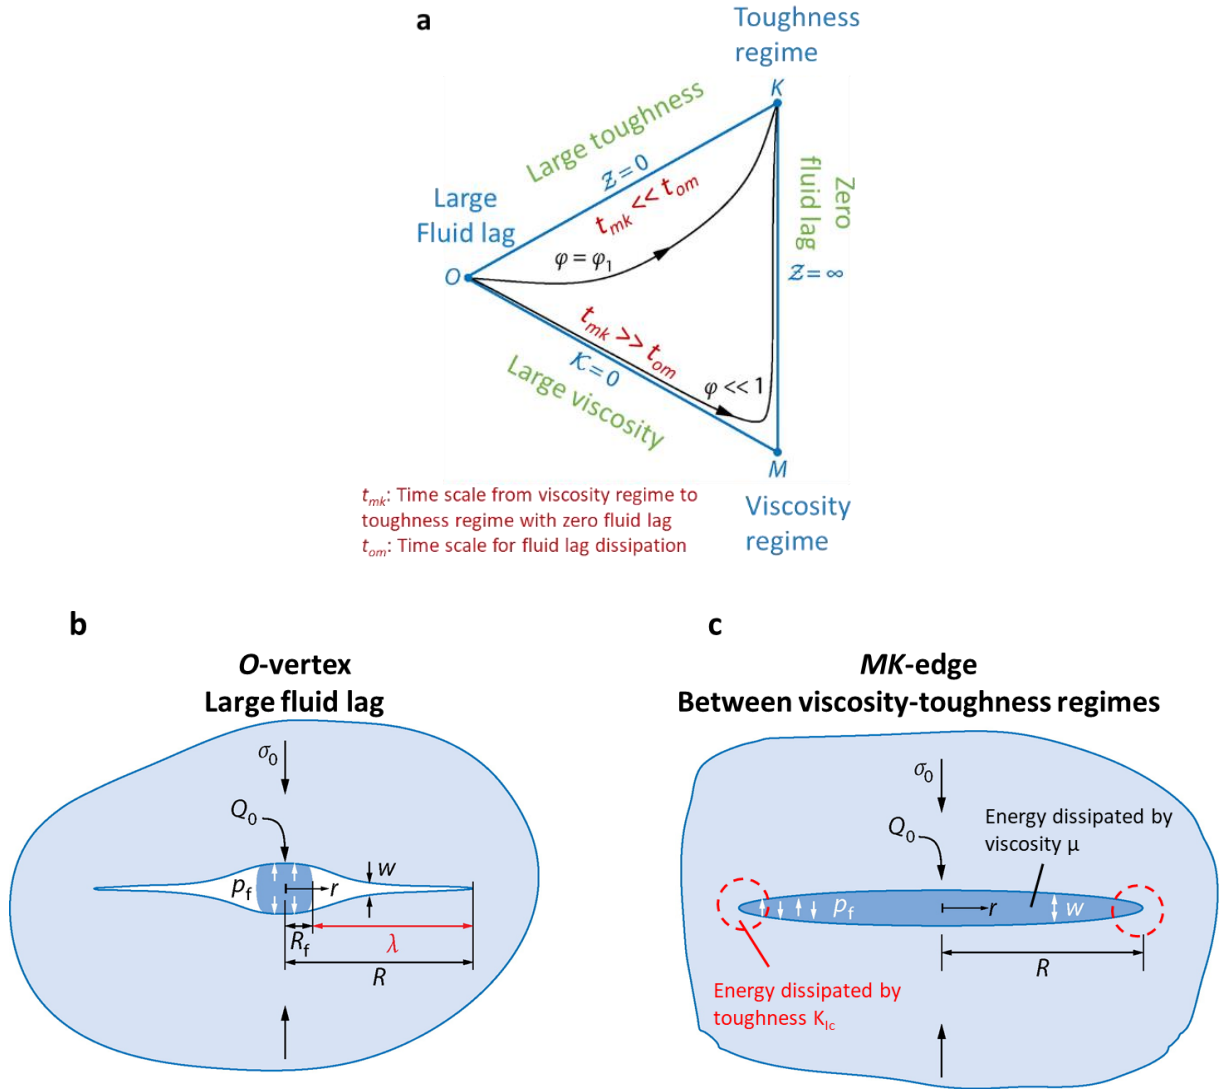 a
Toughness
regime
K
Large toughness
𝒵 = 0
t_mk << t_om
Zero
fluid lag
Large
Fluid lag
φ = φ₁
O
𝒵 = ∞
t_mk >> t_om
𝒦 = 0
Large viscosity
φ << 1
M
t_mk: Time scale from viscosity regime to
toughness regime with zero fluid lag
t_om: Time scale for fluid lag dissipation
Viscosity
regime
b
O-vertex
Large fluid lag
σ₀
Q₀
w
p_f
r
R_f
λ
R
c
MK-edge
Between viscosity-toughness regimes
σ₀
Q₀
Energy dissipated by
viscosity μ
p_f
r
w
R
Energy dissipated by
toughness K_Ic